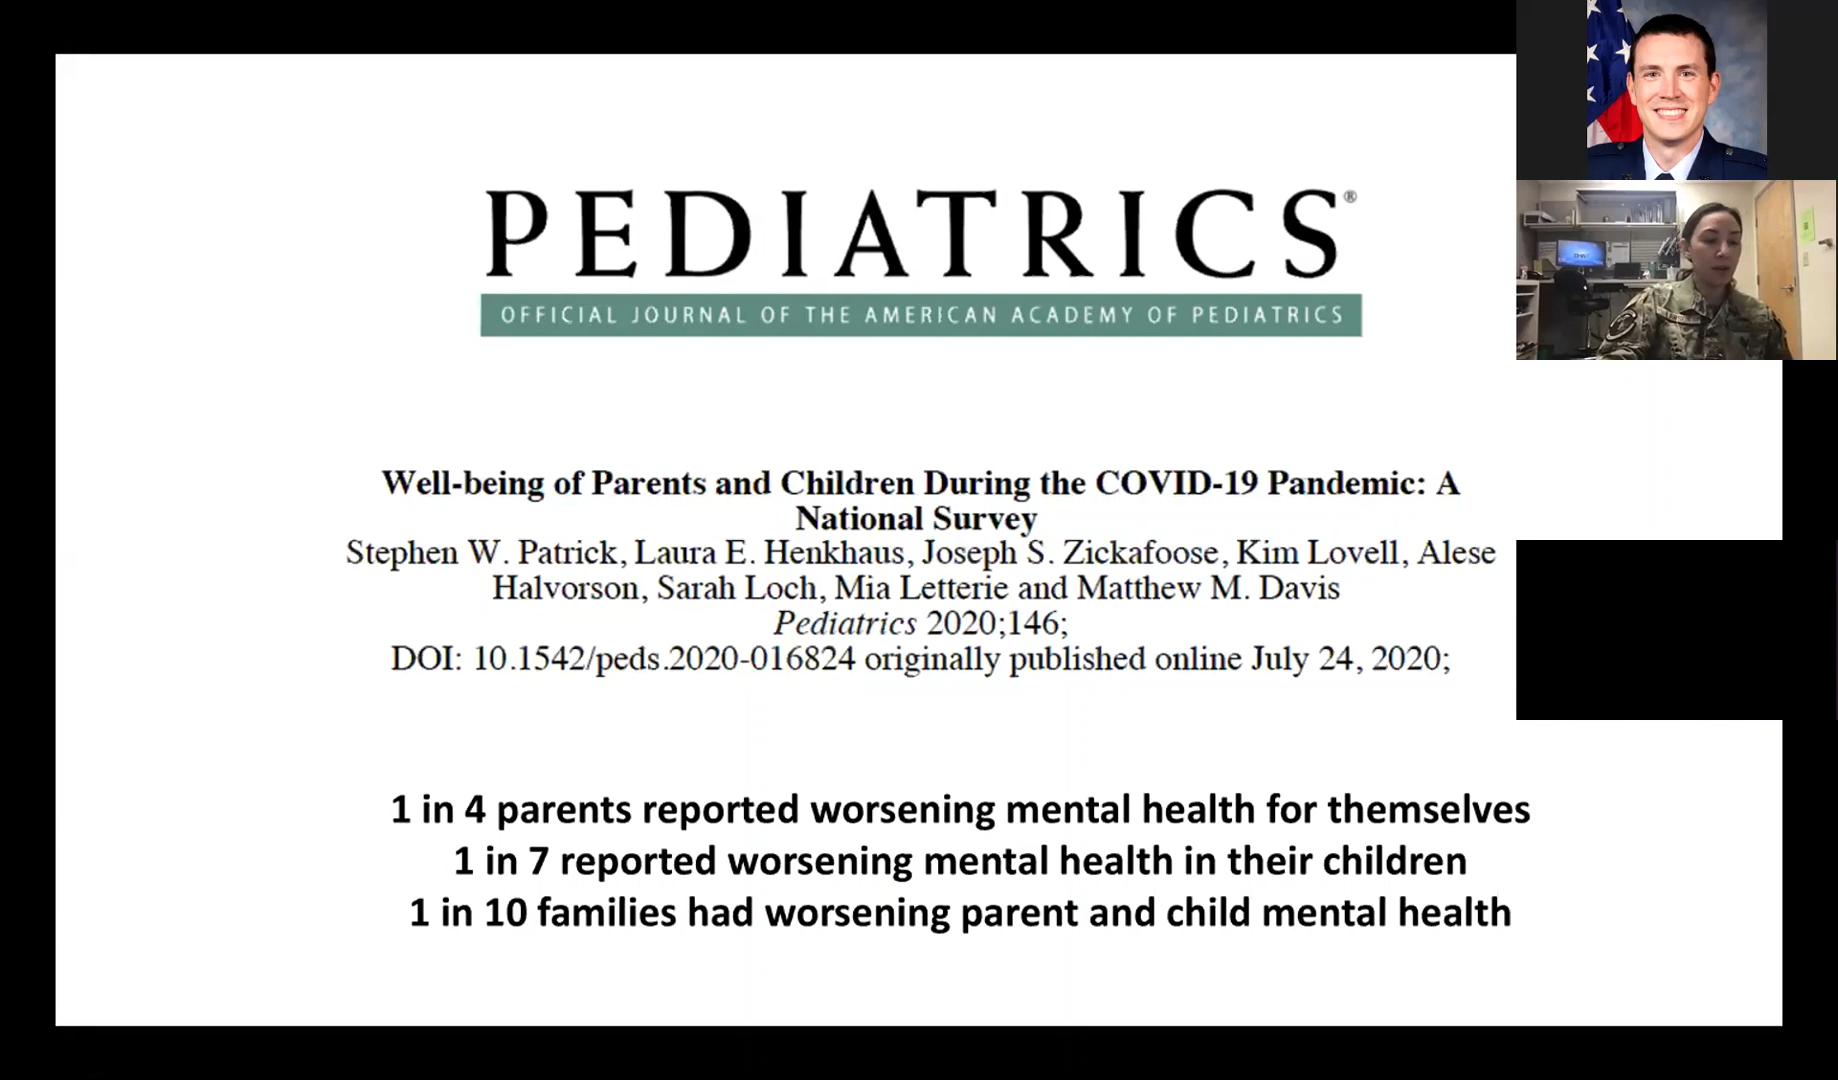 PEDIATRICS®
OFFICIAL JOURNAL OF THE AMERICAN ACADEMY OF PEDIATRICS
Well-being of Parents and Children During the COVID-19 Pandemic: A
National Survey
Stephen W. Patrick, Laura E. Henkhaus, Joseph S. Zickafoose, Kim Lovell, Alese
Halvorson, Sarah Loch, Mia Letterie and Matthew M. Davis
Pediatrics 2020;146;
DOI: 10.1542/peds.2020-016824 originally published online July 24, 2020;
1 in 4 parents reported worsening mental health for themselves
1 in 7 reported worsening mental health in their children
1 in 10 families had worsening parent and child mental health